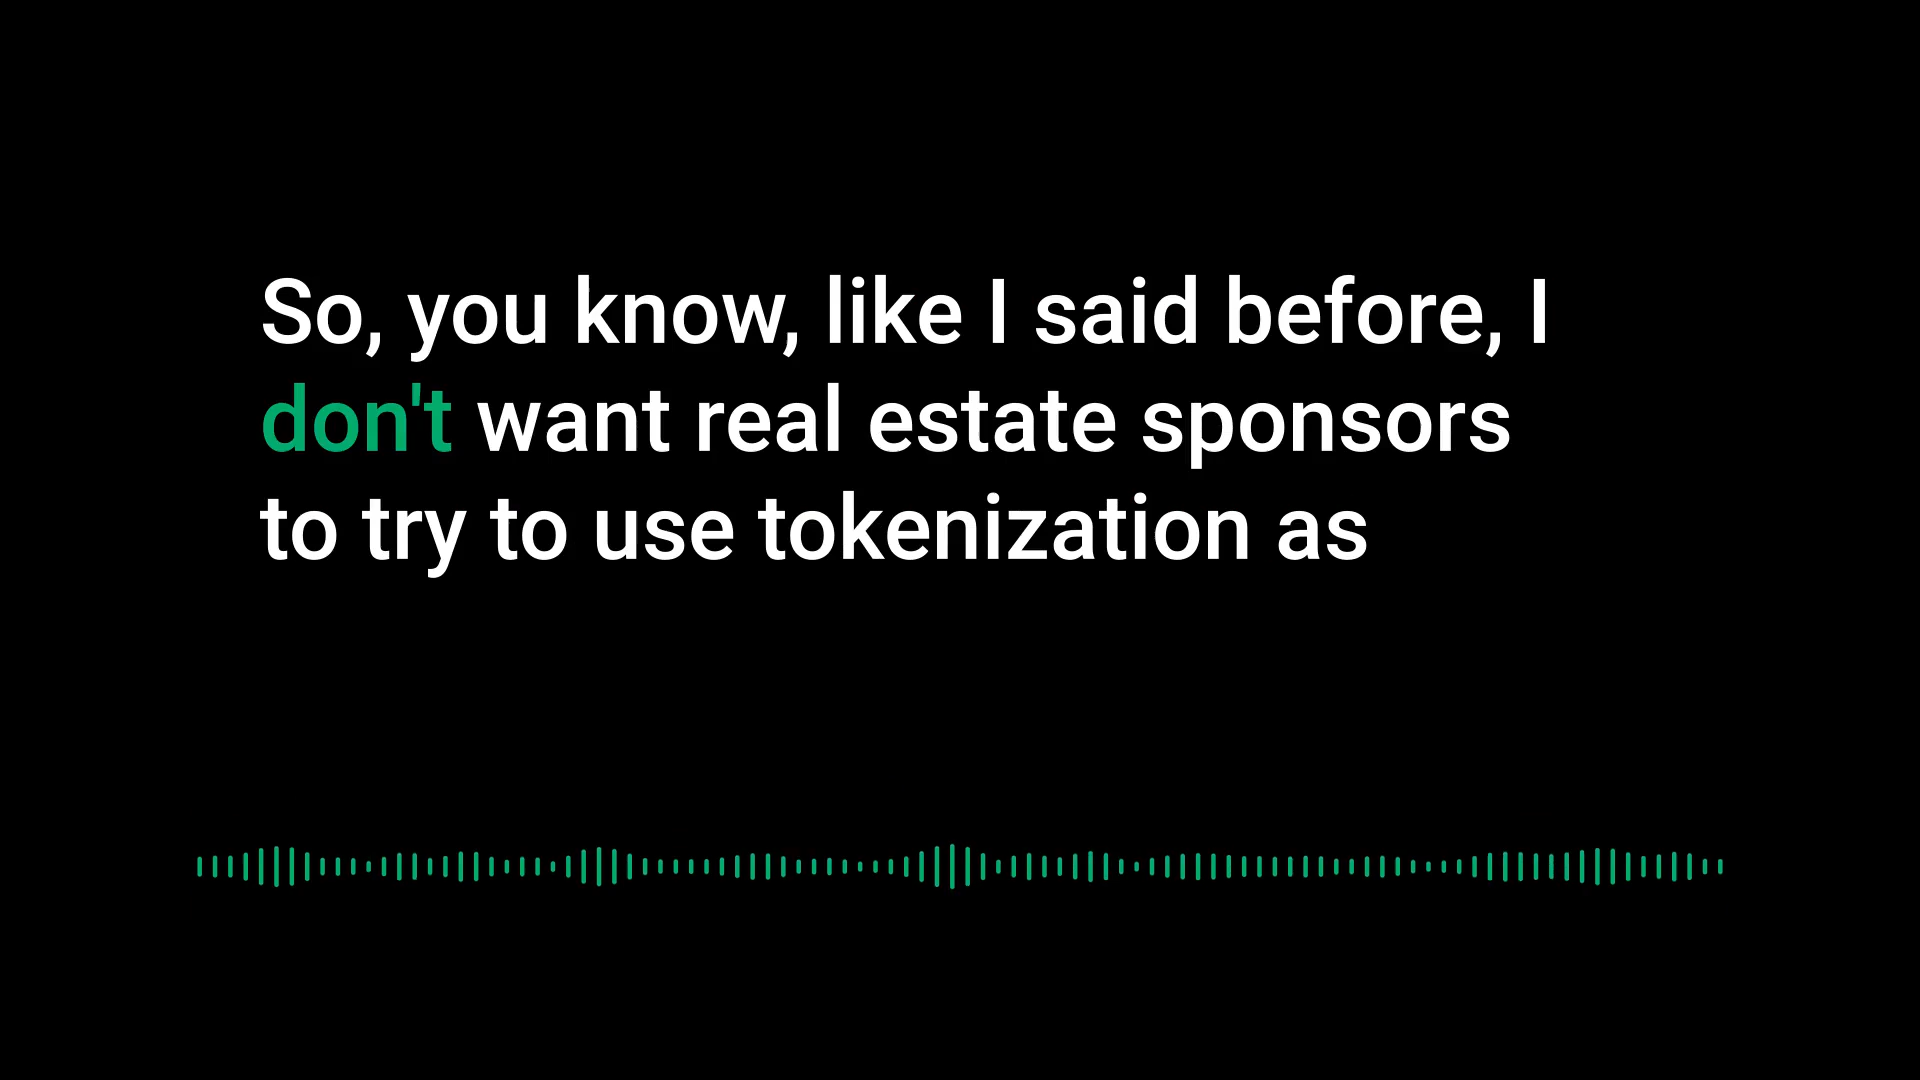 So, you know, like I said before, I
don't want real estate sponsors
to try to use tokenization as